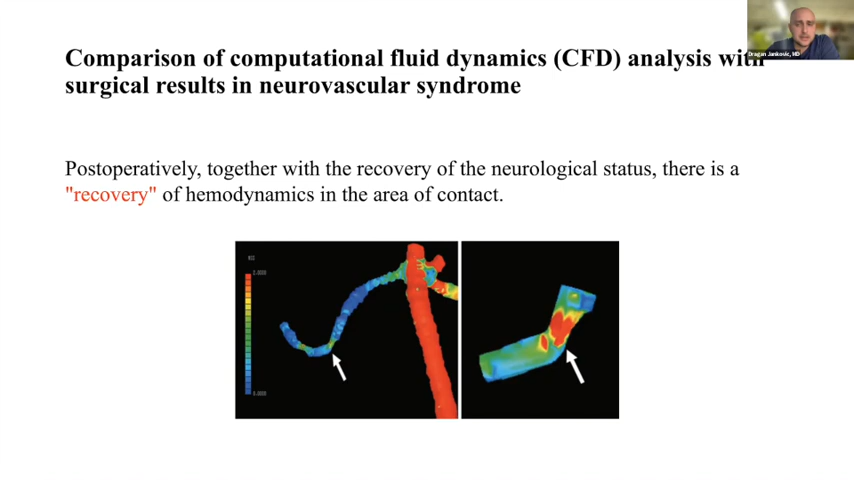 Dragan Jankovic, MD
Comparison of computational fluid dynamics (CFD) analysis with
surgical results in neurovascular syndrome
Postoperatively, together with the recovery of the neurological status, there is a
"recovery" of hemodynamics in the area of contact.